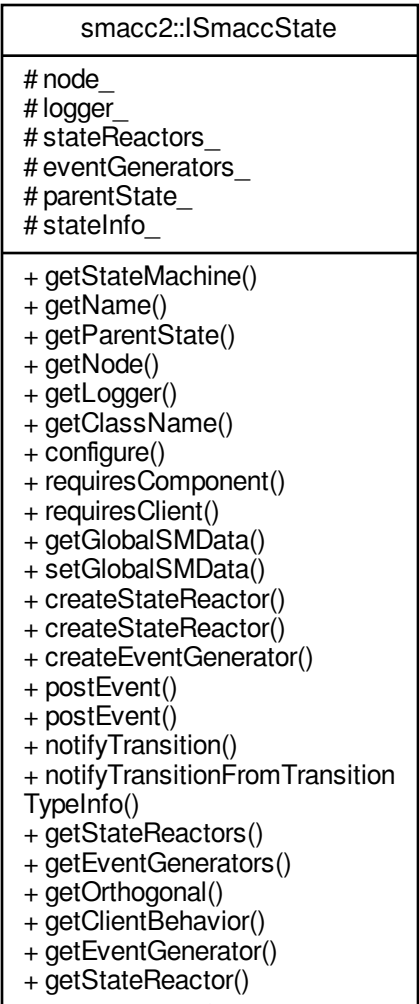 smacc2::ISmaccState
# node_
# logger_
# stateReactors_
# eventGenerators_
# parentState_
# stateInfo_
+ getStateMachine()
+ getName()
+ getParentState()
+ getNode()
+ getLogger()
+ getClassName()
+ configure()
+ requiresComponent()
+ requiresClient()
+ getGlobalSMData()
+ setGlobalSMData()
+ createStateReactor()
+ createStateReactor()
+ createEventGenerator()
+ postEvent()
+ postEvent()
+ notifyTransition()
+ notifyTransitionFromTransition
TypeInfo()
+ getStateReactors()
+ getEventGenerators()
+ getOrthogonal()
+ getClientBehavior()
+ getEventGenerator()
+ getStateReactor()